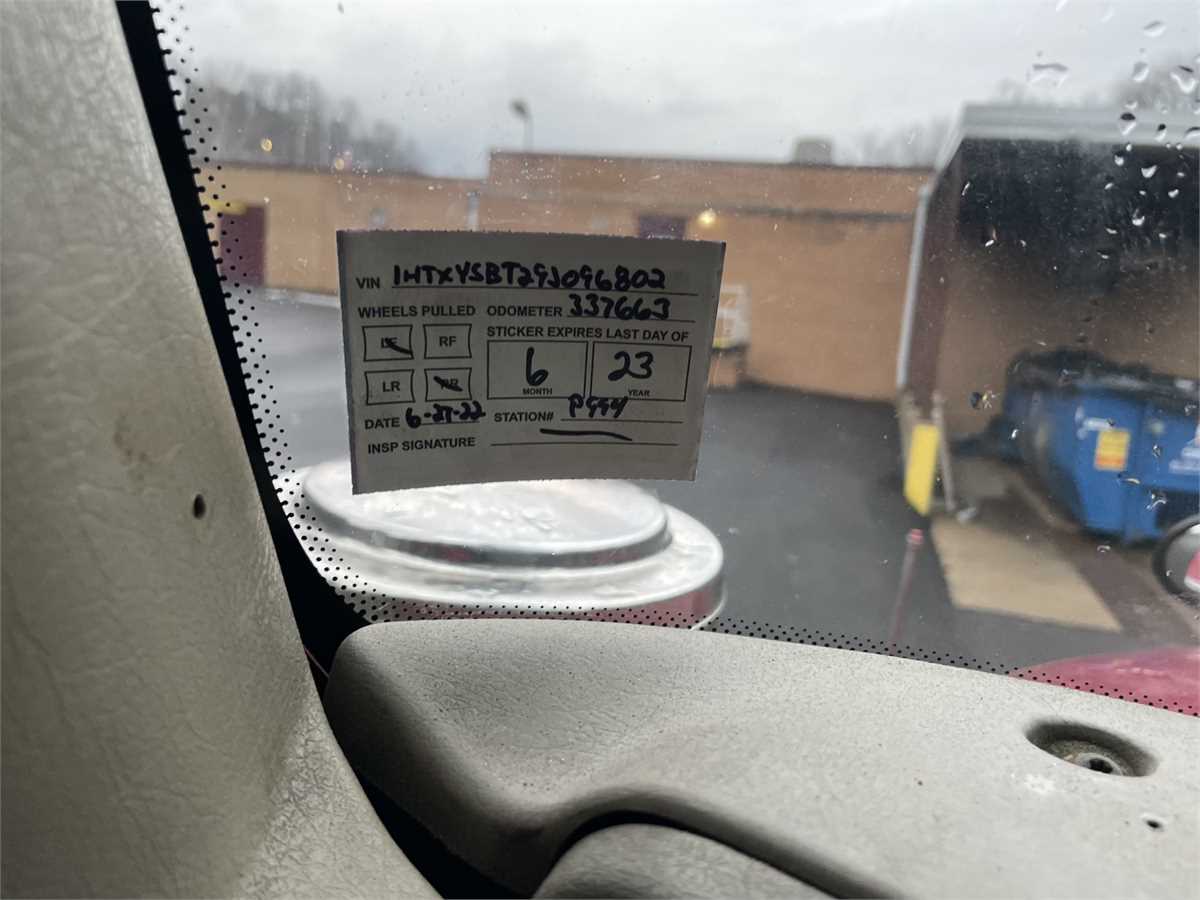 VIN 1HTXYSBT29J096802
WHEELS PULLED ODOMETER 337663
STICKER EXPIRES LAST DAY OF
LF RF
6 23
LR RR
MONTH YEAR
DATE 6-27-22 STATION#
INSP SIGNATURE